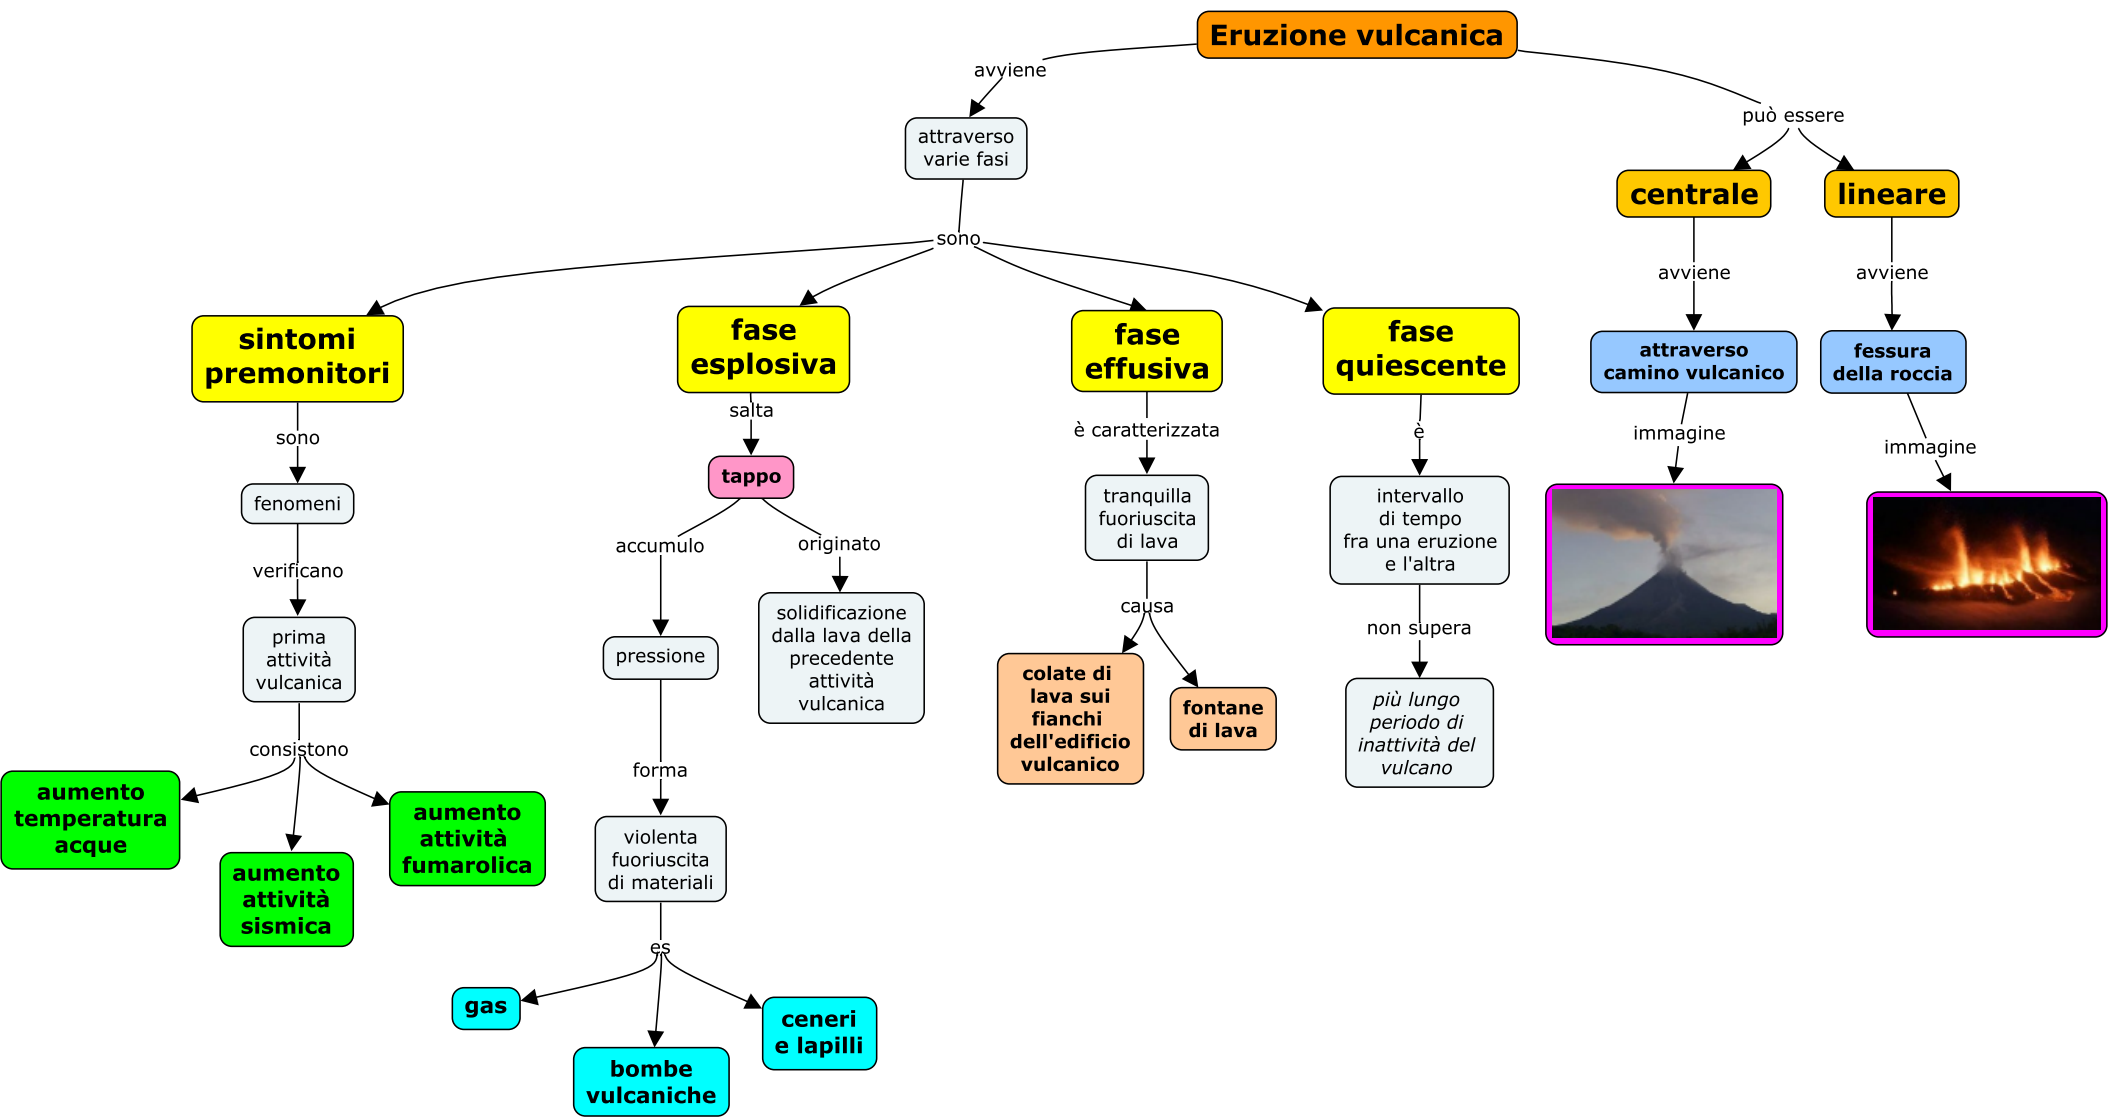 Eruzione vulcanica
avviene
può essere
attraverso
varie fasi
centrale
lineare
sono
avviene
avviene
sintomi
premonitori
fase
esplosiva
fase
effusiva
fase
quiescente
attraverso
camino vulcanico
fessura
della roccia
sono
salta
è caratterizzata
è
immagine
immagine
fenomeni
tappo
tranquilla
fuoriuscita
di lava
intervallo
di tempo
fra una eruzione
e l'altra
verificano
accumulo
originato
causa
non supera
prima
attività
vulcanica
pressione
solidificazione
dalla lava della
precedente
attività
vulcanica
colate di
lava sui
fianchi
dell'edificio
vulcanico
fontane
di lava
più lungo
periodo di
inattività del
vulcano
consistono
forma
aumento
temperatura
acque
aumento
attività
sismica
aumento
attività
fumarolica
violenta
fuoriuscita
di materiali
es
gas
bombe
vulcaniche
ceneri
e lapilli